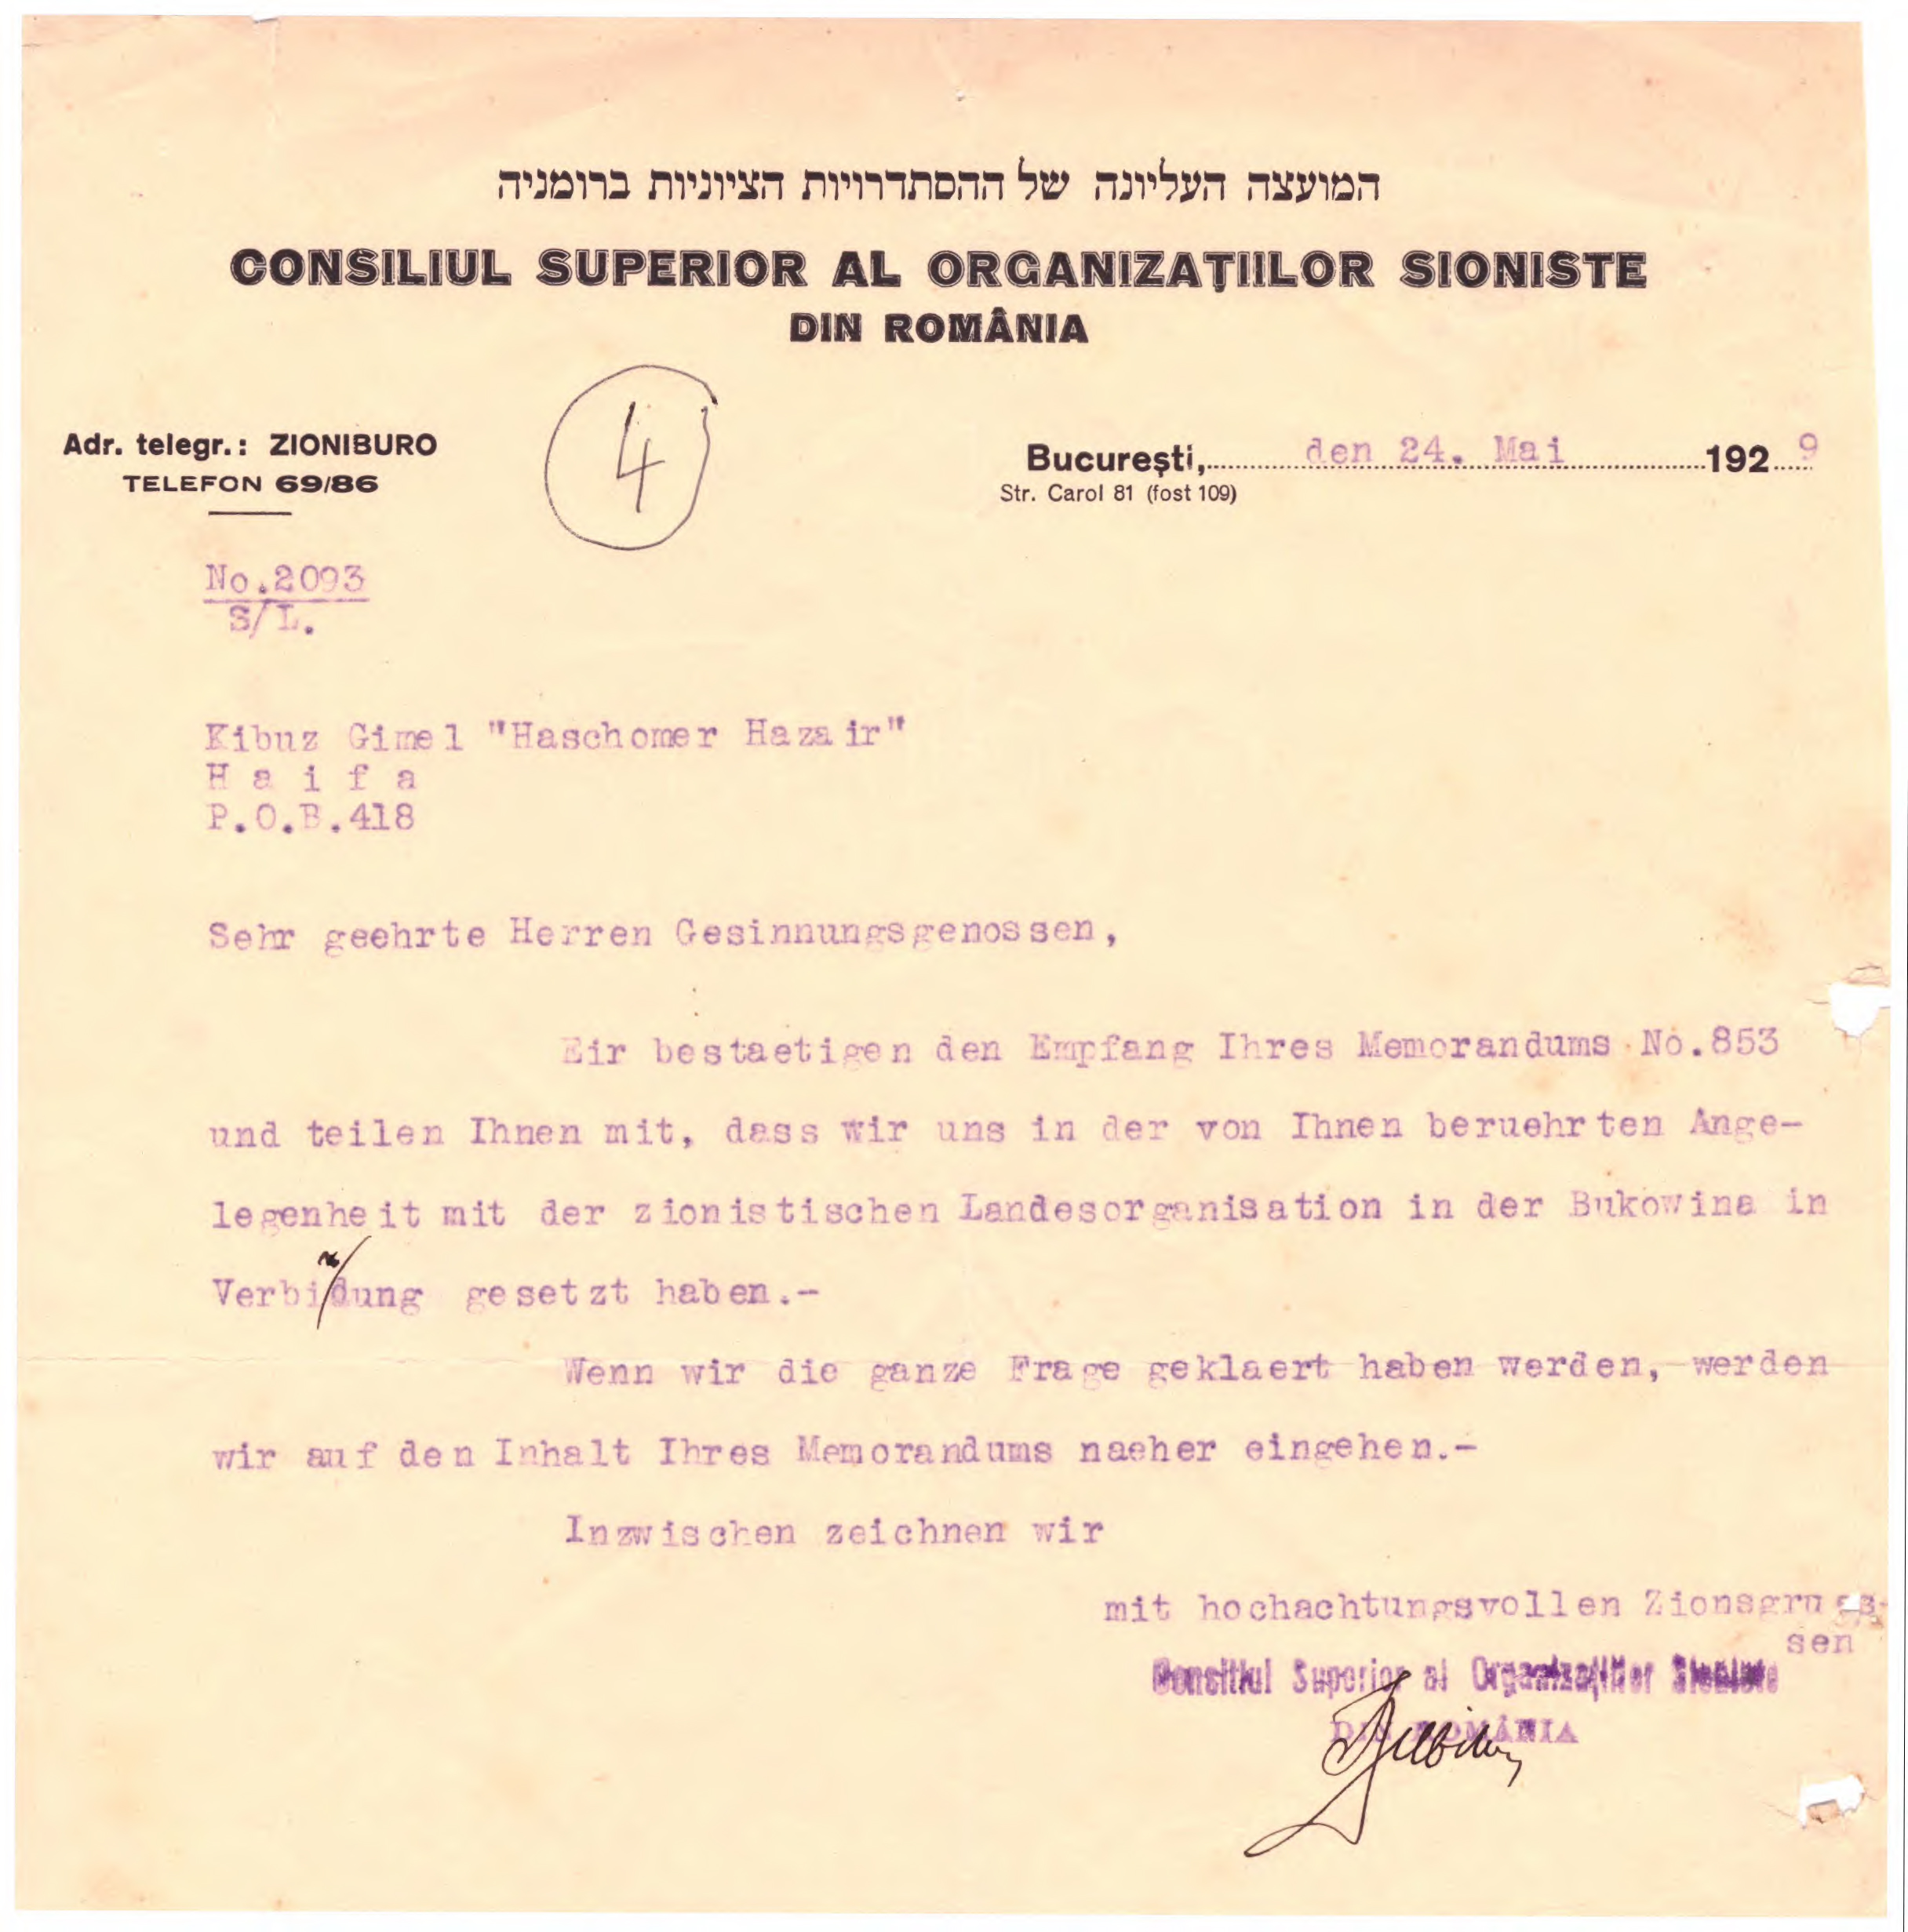 המועצה העליונה של ההסתדרויות הציוניות ברומניה
CONSILIUL SUPERIOR AL ORGANIZAŢIILOR SIONISTE
DIN ROMÂNIA
4
Adr. telegr.: ZIONIBURO
TELEFON 69/86
Bucureşti, den 24. Mai 1929
Str. Carol 81 (fost 109)
No.2093
S/L.
Kibuz Gimel "Haschomer Hazair"
H a i f a
P.O.B.418
Sehr geehrte Herren Gesinnungsgenossen,
Eir bestaetigen den Empfang Ihres Memorandums No.853
und teilen Ihnen mit, dass wir uns in der von Ihnen beruehrten Ange-
legenheit mit der zionistischen Landesorganisation in der Bukowina in
Verbindung gesetzt haben.-
Wenn wir die ganze Frage geklaert haben werden, werden
wir auf den Inhalt Ihres Memorandums naeher eingehen.-
Inzwischen zeichnen wir
mit hochachtungsvollen Zionsgrues-
sen
Consiliul Superior al Organizaţiilor Sioniste
DIN ROMÂNIA